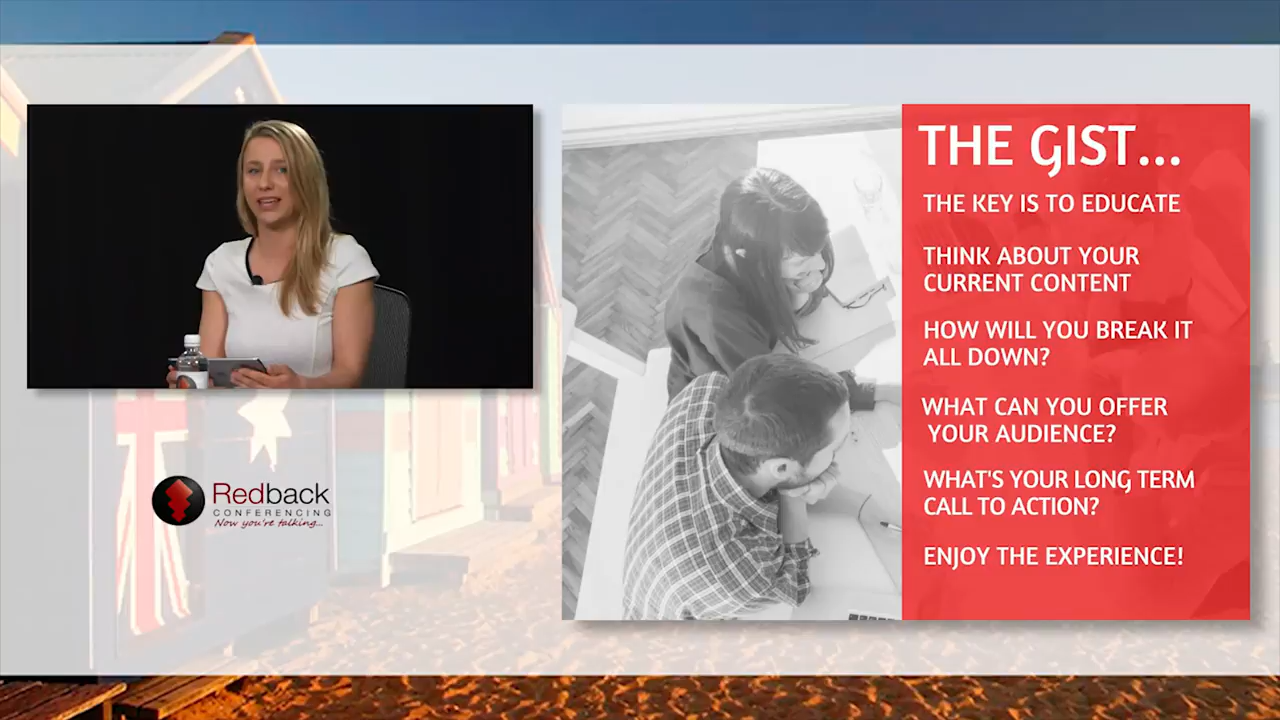 Redback
CONFERENCING
Now you're talking...
THE GIST...
THE KEY IS TO EDUCATE
THINK ABOUT YOUR
CURRENT CONTENT
HOW WILL YOU BREAK IT
ALL DOWN?
WHAT CAN YOU OFFER
YOUR AUDIENCE?
WHAT'S YOUR LONG TERM
CALL TO ACTION?
ENJOY THE EXPERIENCE!